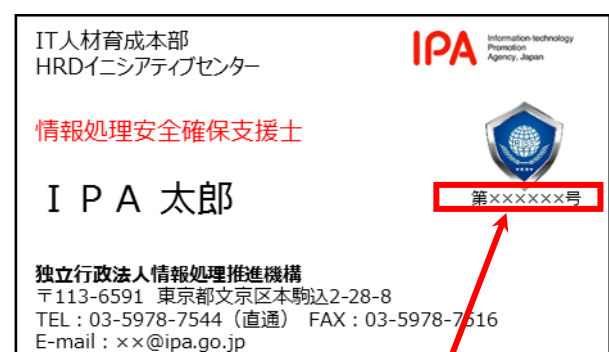 IT人材育成本部
HRDイニシアティブセンター
IPA
Information-technology
Promotion
Agency, Japan
情報処理安全確保支援士
RISS
ＩＰＡ 太郎
第××××××号
独立行政法人情報処理推進機構
〒113-6591 東京都文京区本駒込2-28-8
TEL：03-5978-7544（直通） FAX：03-5978-7516
E-mail：××@ipa.go.jp